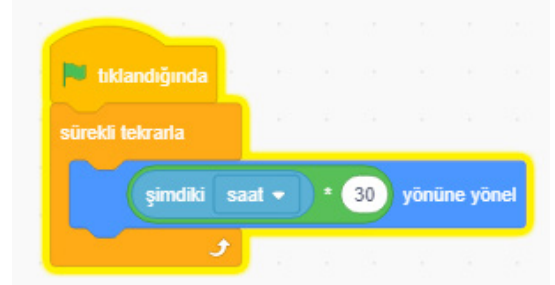 tıklandığında
sürekli tekrarla
şimdiki saat * 30 yönüne yönel